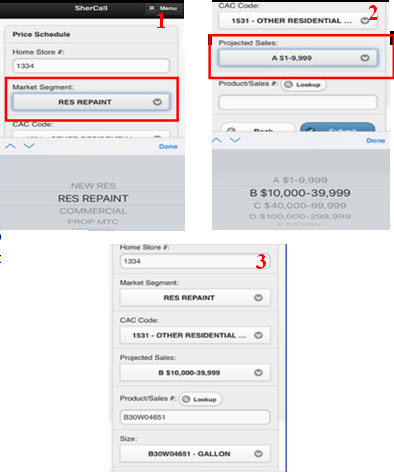 SherCall
Menu
1
Price Schedule
Home Store #:
1334
Market Segment:
RES REPAINT
CAC Code:
Done
NEW RES
RES REPAINT
COMMERCIAL
PROP MTC
CAC Code:
2
1531 - OTHER RESIDENTIAL ...
Projected Sales:
A $1-9,999
Product/Sales #: Lookup
Back
Submit
Done
A $1-9,999
B $10,000-39,999
C $40,000-99,999
D $100,000-299,999
Home Store #:
1334
3
Market Segment:
RES REPAINT
CAC Code:
1531 - OTHER RESIDENTIAL ...
Projected Sales:
B $10,000-39,999
Product/Sales #: Lookup
B30W04651
Size:
B30W04651 - GALLON